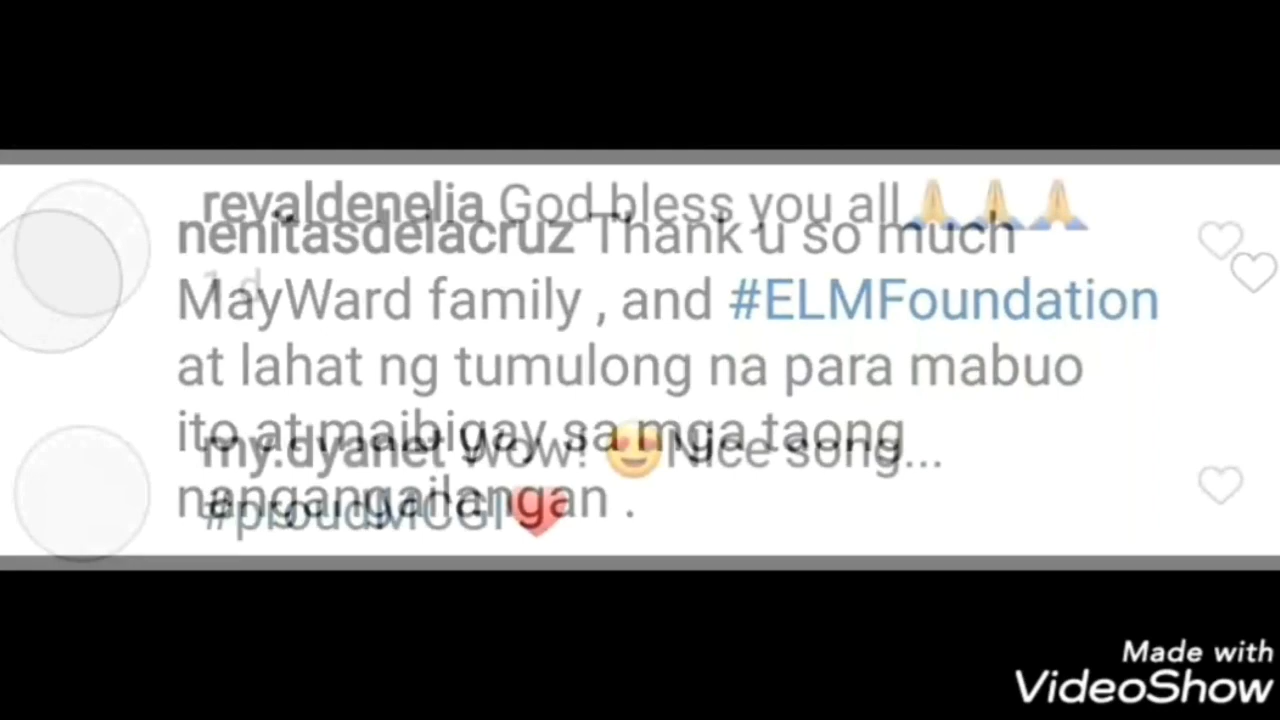 revaldenelia God bless you all 🙏🙏🙏
1 d
nenitasdelacruz Thank u so much
MayWard family , and #ELMFoundation
at lahat ng tumulong na para mabuo
ito at maibigay sa mga taong
nangangailangan .
my.dyanet Wow! 😍 Nice song...
#proudMCGI❤
Made with
VideoShow